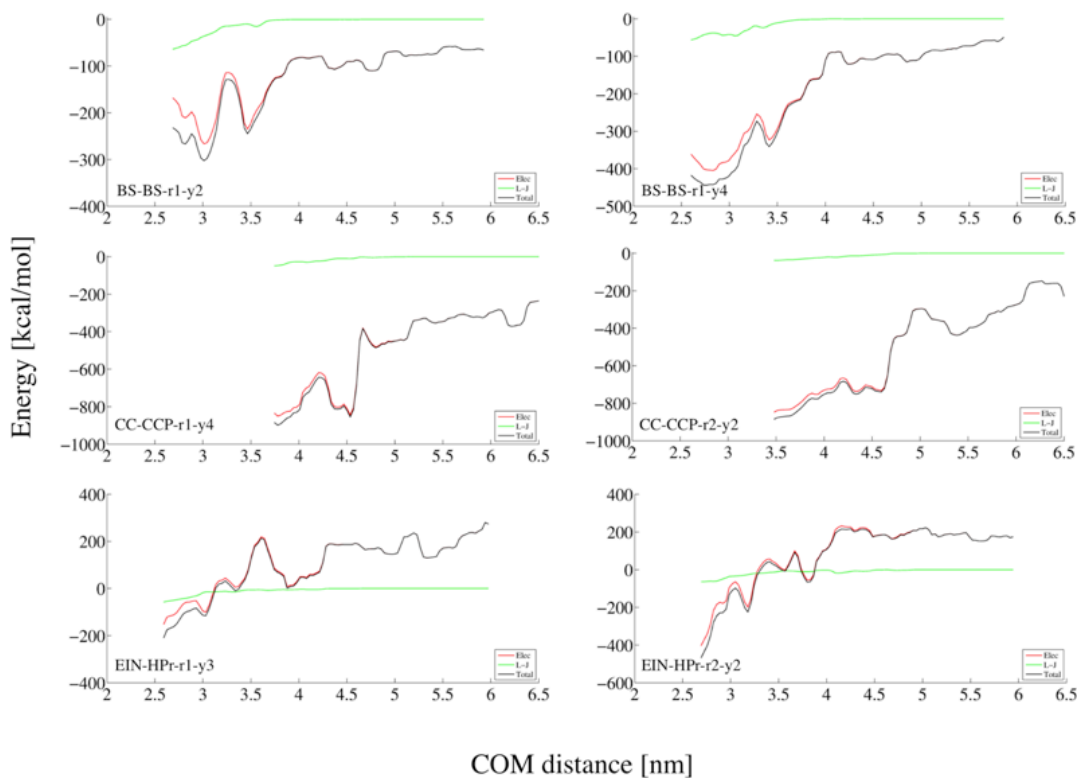 0
−100
−200
−300
−400
2 2.5 3 3.5 4 4.5 5 5.5 6 6.5
BS-BS-r1-y2
Elec
L-J
Total
0
−100
−200
−300
−400
−500
2 2.5 3 3.5 4 4.5 5 5.5 6 6.5
BS-BS-r1-y4
Elec
L-J
Total
Energy [kcal/mol]
0
−200
−400
−600
−800
−1000
2 2.5 3 3.5 4 4.5 5 5.5 6 6.5
CC-CCP-r1-y4
Elec
L-J
Total
0
−200
−400
−600
−800
−1000
2 2.5 3 3.5 4 4.5 5 5.5 6 6.5
CC-CCP-r2-y2
Elec
L-J
Total
400
200
0
−200
−400
2 2.5 3 3.5 4 4.5 5 5.5 6 6.5
EIN-HPr-r1-y3
Elec
L-J
Total
400
200
0
−200
−400
−600
2 2.5 3 3.5 4 4.5 5 5.5 6 6.5
EIN-HPr-r2-y2
Elec
L-J
Total
COM distance [nm]